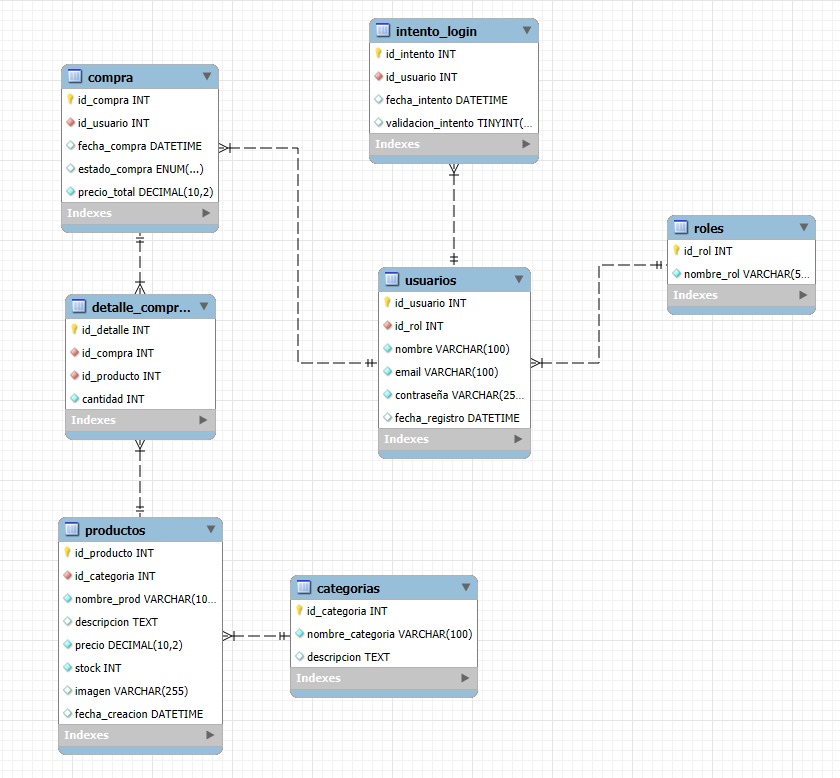 intento_login
id_intento INT
id_usuario INT
fecha_intento DATETIME
validacion_intento TINYINT(...
Indexes
compra
id_compra INT
id_usuario INT
fecha_compra DATETIME
estado_compra ENUM(...)
precio_total DECIMAL(10,2)
Indexes
roles
id_rol INT
nombre_rol VARCHAR(5...
Indexes
usuarios
id_usuario INT
id_rol INT
nombre VARCHAR(100)
email VARCHAR(100)
contraseña VARCHAR(25...
fecha_registro DATETIME
Indexes
detalle_compr...
id_detalle INT
id_compra INT
id_producto INT
cantidad INT
Indexes
productos
id_producto INT
id_categoria INT
nombre_prod VARCHAR(10...
descripcion TEXT
precio DECIMAL(10,2)
stock INT
imagen VARCHAR(255)
fecha_creacion DATETIME
Indexes
categorias
id_categoria INT
nombre_categoria VARCHAR(100)
descripcion TEXT
Indexes